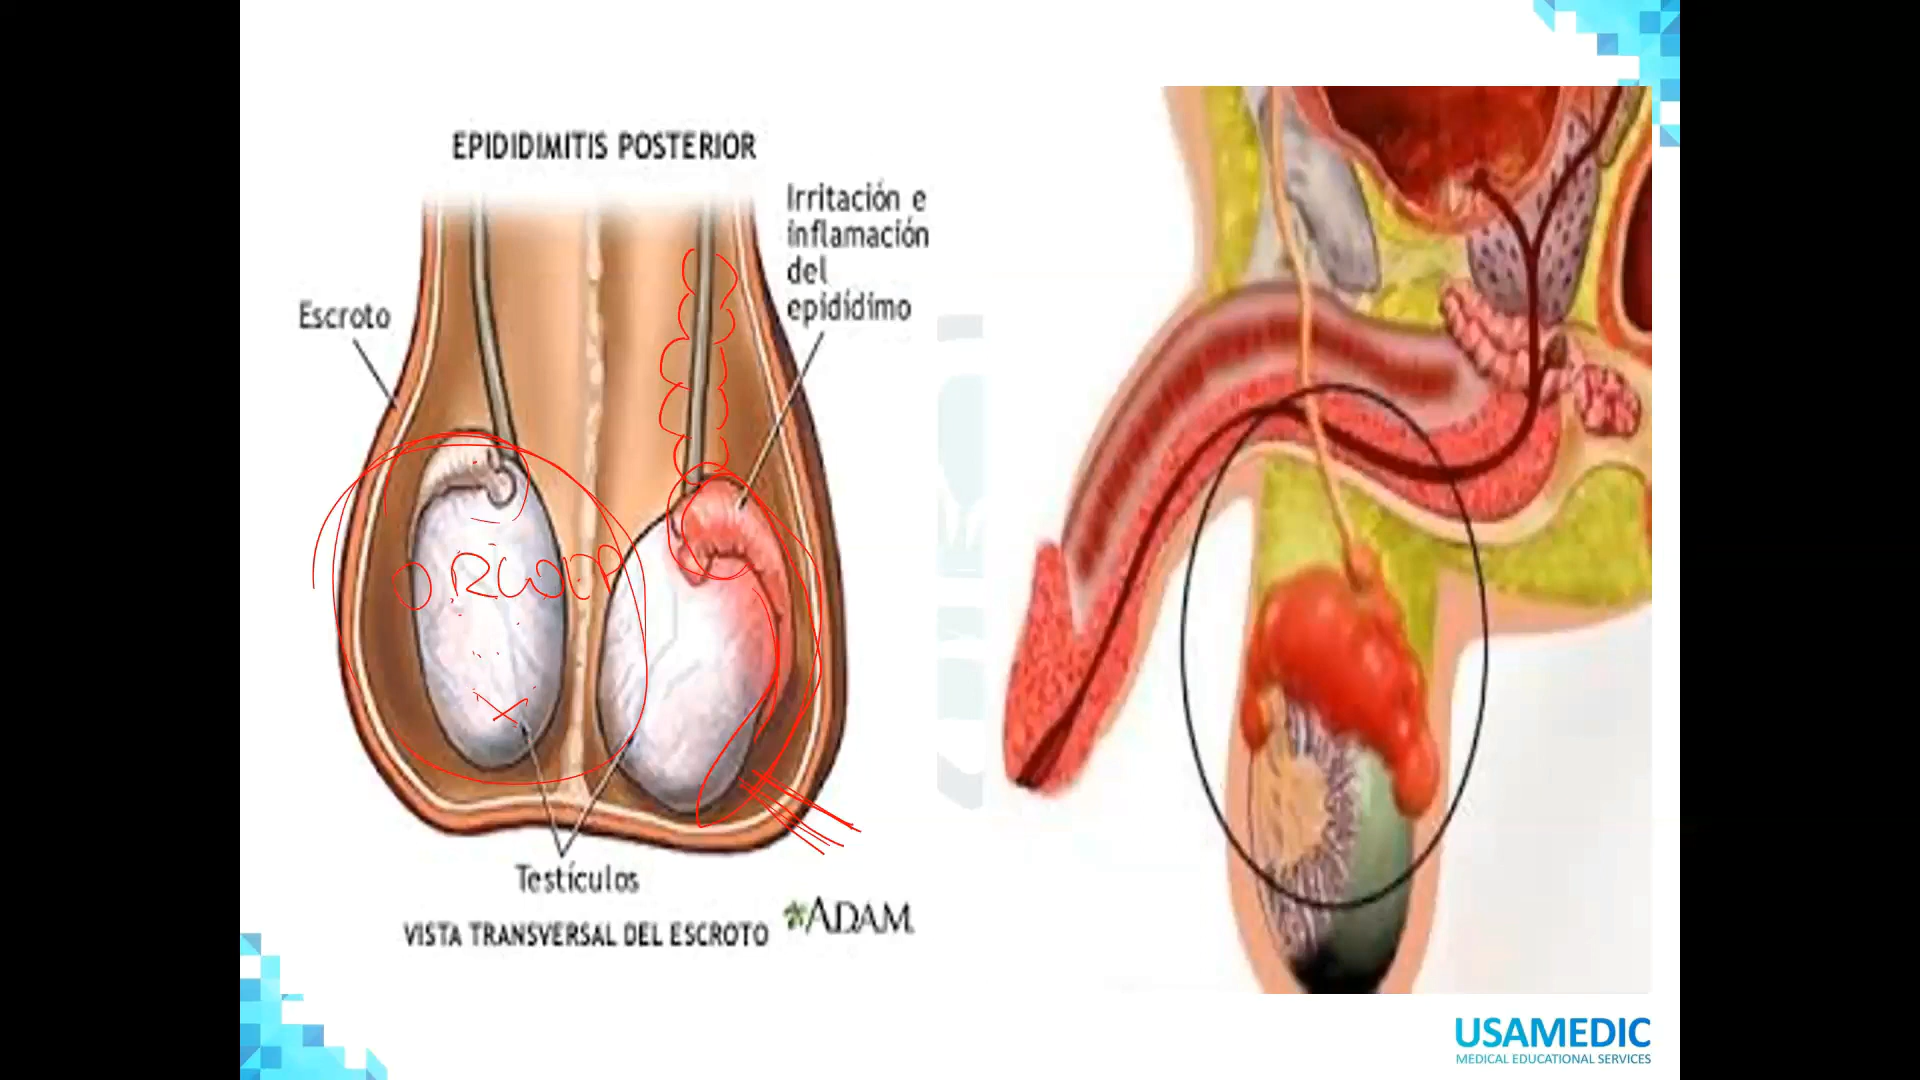 EPIDIDIMITIS POSTERIOR
Irritación e
inflamación
del
epidídimo
Escroto
Testículos
VISTA TRANSVERSAL DEL ESCROTO
ADAM
USAMEDIC
MEDICAL EDUCATIONAL SERVICES